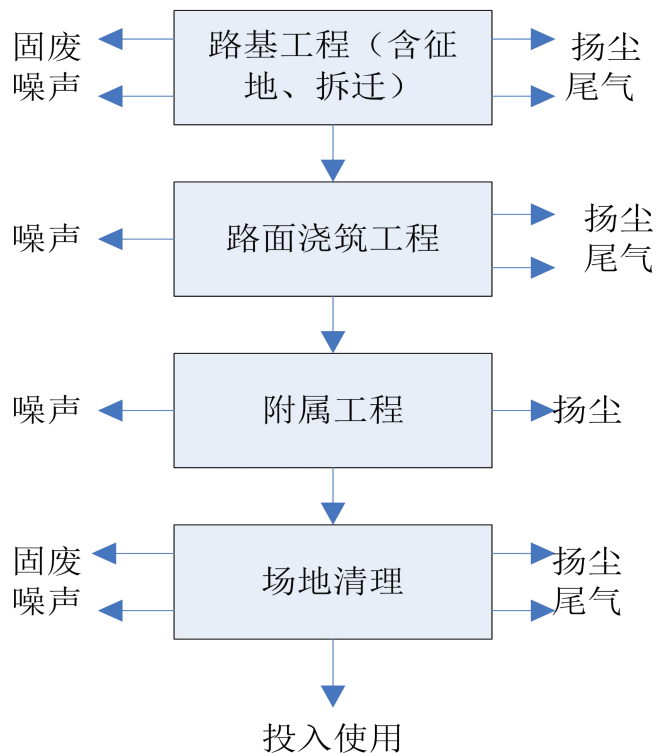 固废
噪声
路基工程（含征
地、拆迁）
扬尘
尾气
噪声
路面浇筑工程
扬尘
尾气
噪声
附属工程
扬尘
固废
噪声
场地清理
扬尘
尾气
投入使用